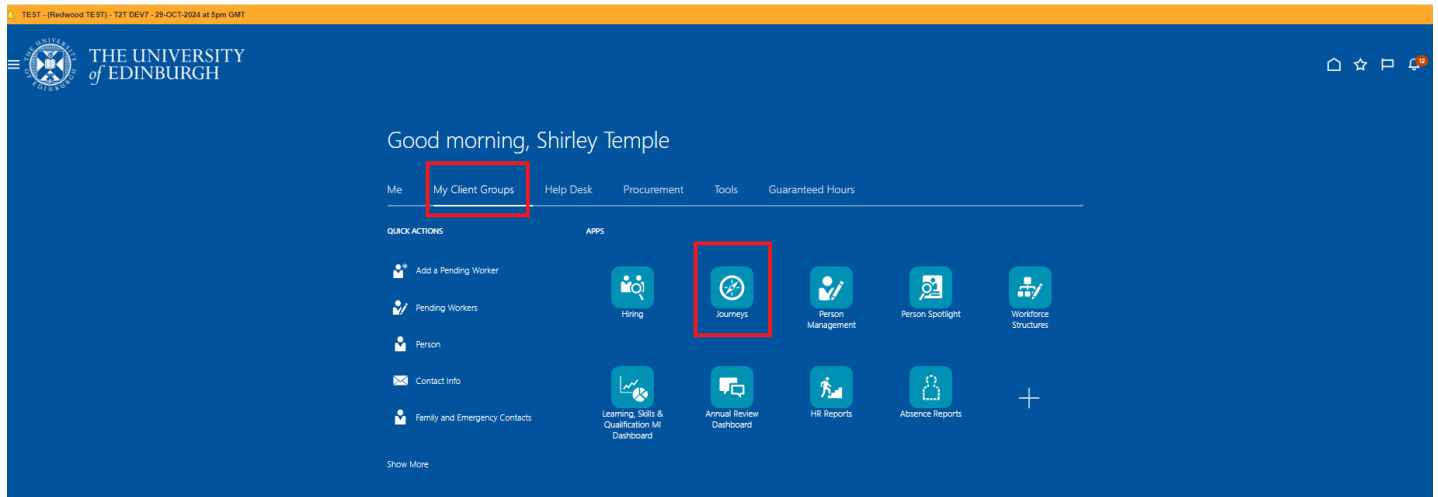 TEST - (Redwood TEST) - T2T DEV7 - 29-OCT-2024 at 5pm GMT
THE UNIVERSITY
of EDINBURGH
12
Good morning, Shirley Temple
Me My Client Groups Help Desk Procurement Tools Guaranteed Hours
QUICK ACTIONS
Add a Pending Worker
Pending Workers
Person
Contact Info
Family and Emergency Contacts
Show More
APPS
Hiring
Journeys
Person
Management
Person Spotlight
Workforce
Structures
Learning, Skills &
Qualification MI
Dashboard
Annual Review
Dashboard
HR Reports
Absence Reports